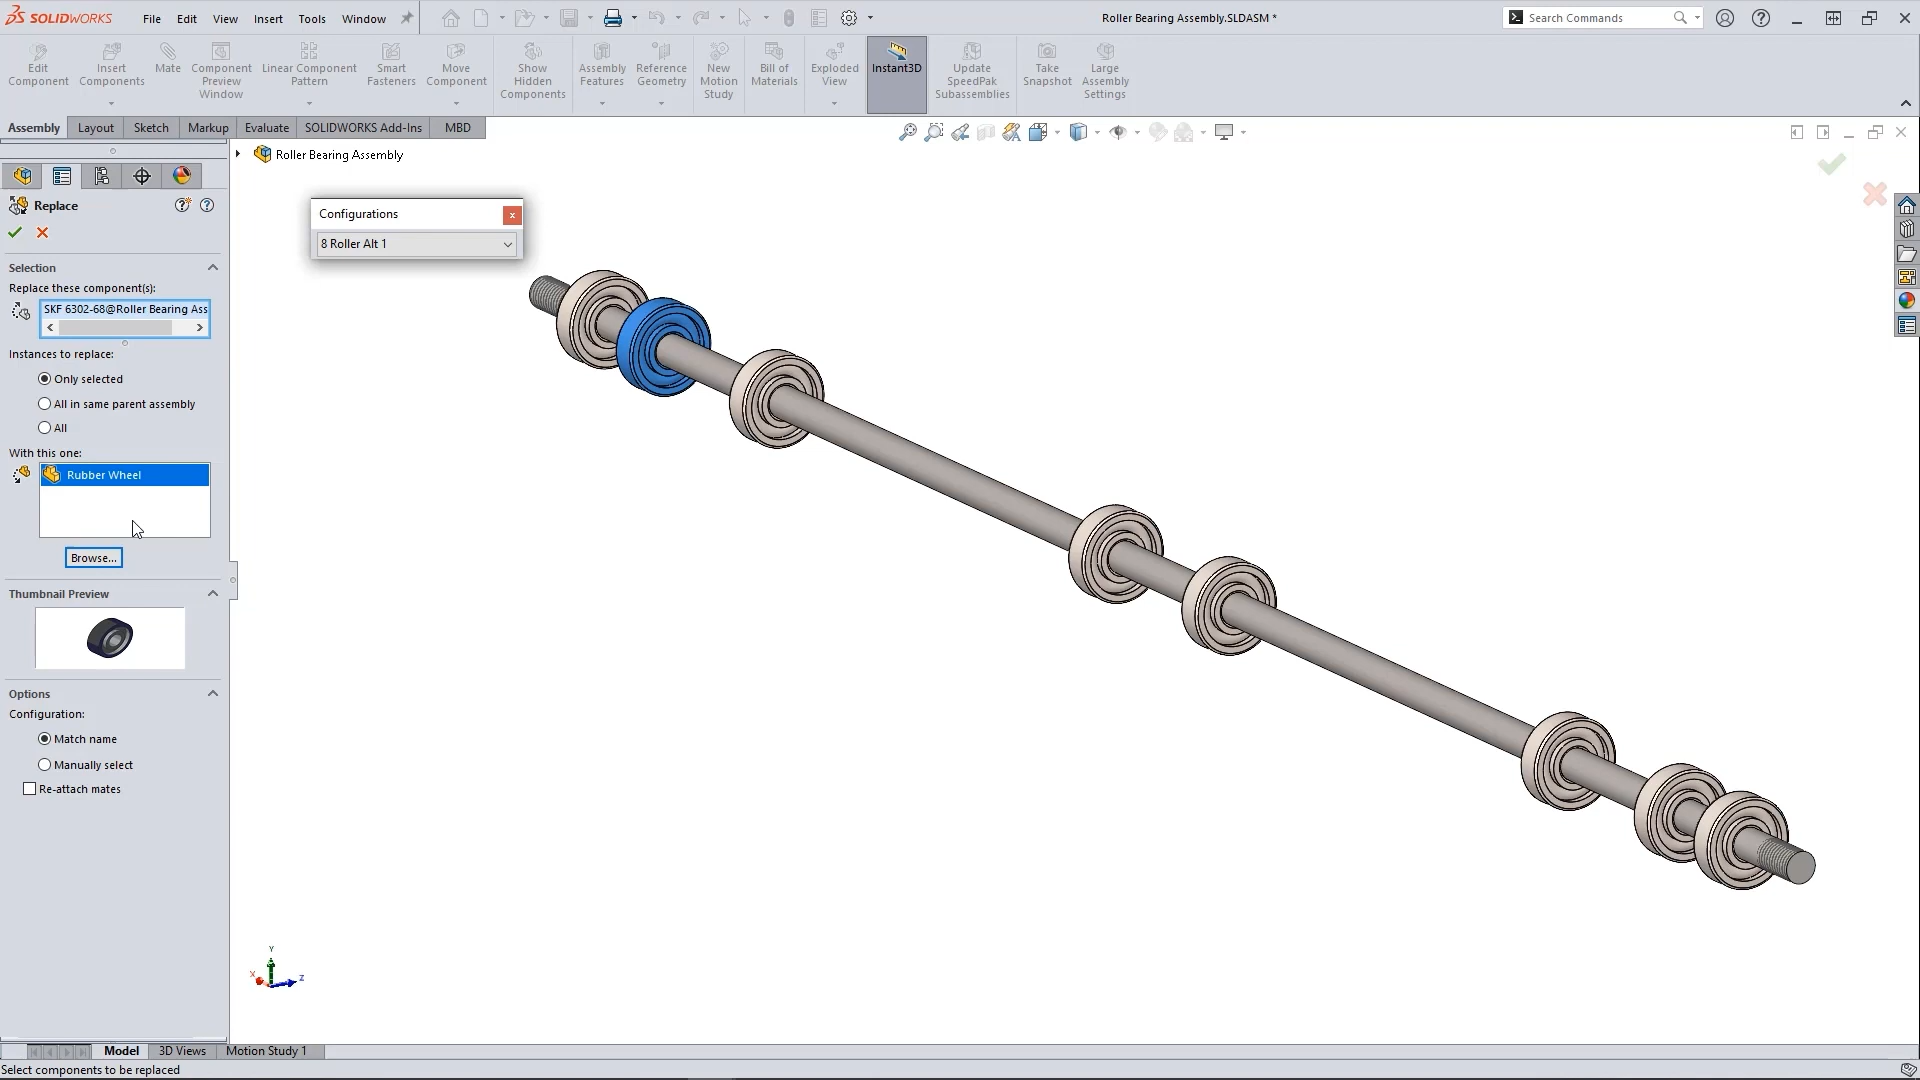 SOLIDWORKS File Edit View Insert Tools Window
Roller Bearing Assembly.SLDASM *
Search Commands
Edit Component
Insert Components
Mate
Component Preview Window
Linear Component Pattern
Smart Fasteners
Move Component
Show Hidden Components
Assembly Features
Reference Geometry
New Motion Study
Bill of Materials
Exploded View
Instant3D
Update SpeedPak Subassemblies
Take Snapshot
Large Assembly Settings
Assembly Layout Sketch Markup Evaluate SOLIDWORKS Add-Ins MBD
Roller Bearing Assembly
Replace
Configurations
8 Roller Alt 1
Selection
Replace these component(s):
SKF 6302-68@Roller Bearing Ass
Instances to replace:
Only selected
All in same parent assembly
All
With this one:
Rubber Wheel
Browse...
Thumbnail Preview
Options
Configuration:
Match name
Manually select
Re-attach mates
Y
X
Z
Model 3D Views Motion Study 1
Select components to be replaced